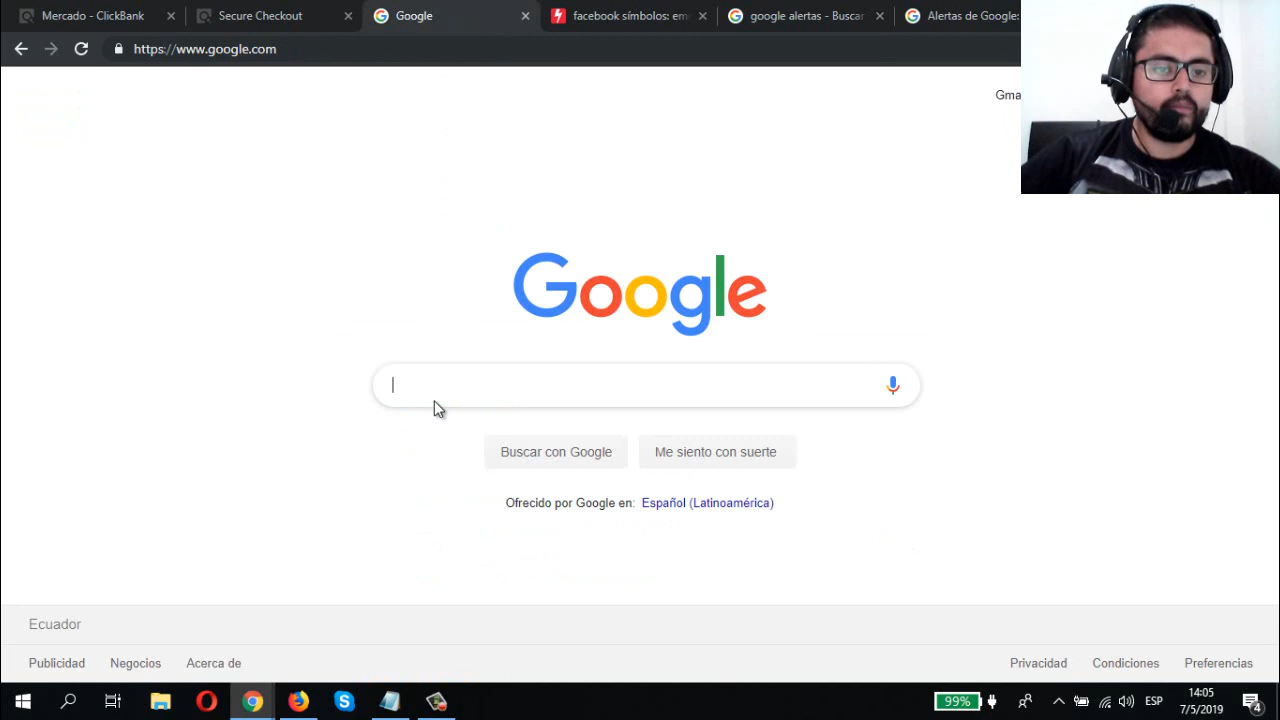 Mercado - ClickBank
Secure Checkout
Google
facebook símbolos: em
google alertas - Buscar
Alertas de Google:
https://www.google.com
Gma
Google
Buscar con Google
Me siento con suerte
Ofrecido por Google en: Español (Latinoamérica)
Ecuador
Publicidad
Negocios
Acerca de
Privacidad
Condiciones
Preferencias
99%
ESP
14:05
7/5/2019
4